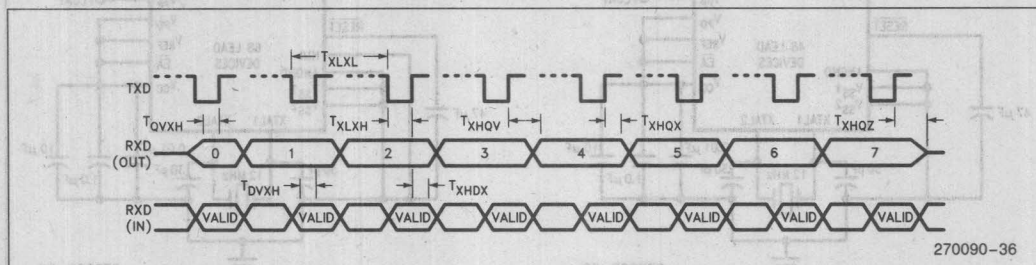 TXLXL
TXD
TQVXH TXLXH TXHQV TXHQX TXHQZ
RXD
(OUT)
0 1 2 3 4 5 6 7
TDVXH TXHDX
RXD
(IN)
VALID VALID VALID VALID VALID VALID VALID VALID
270090-36